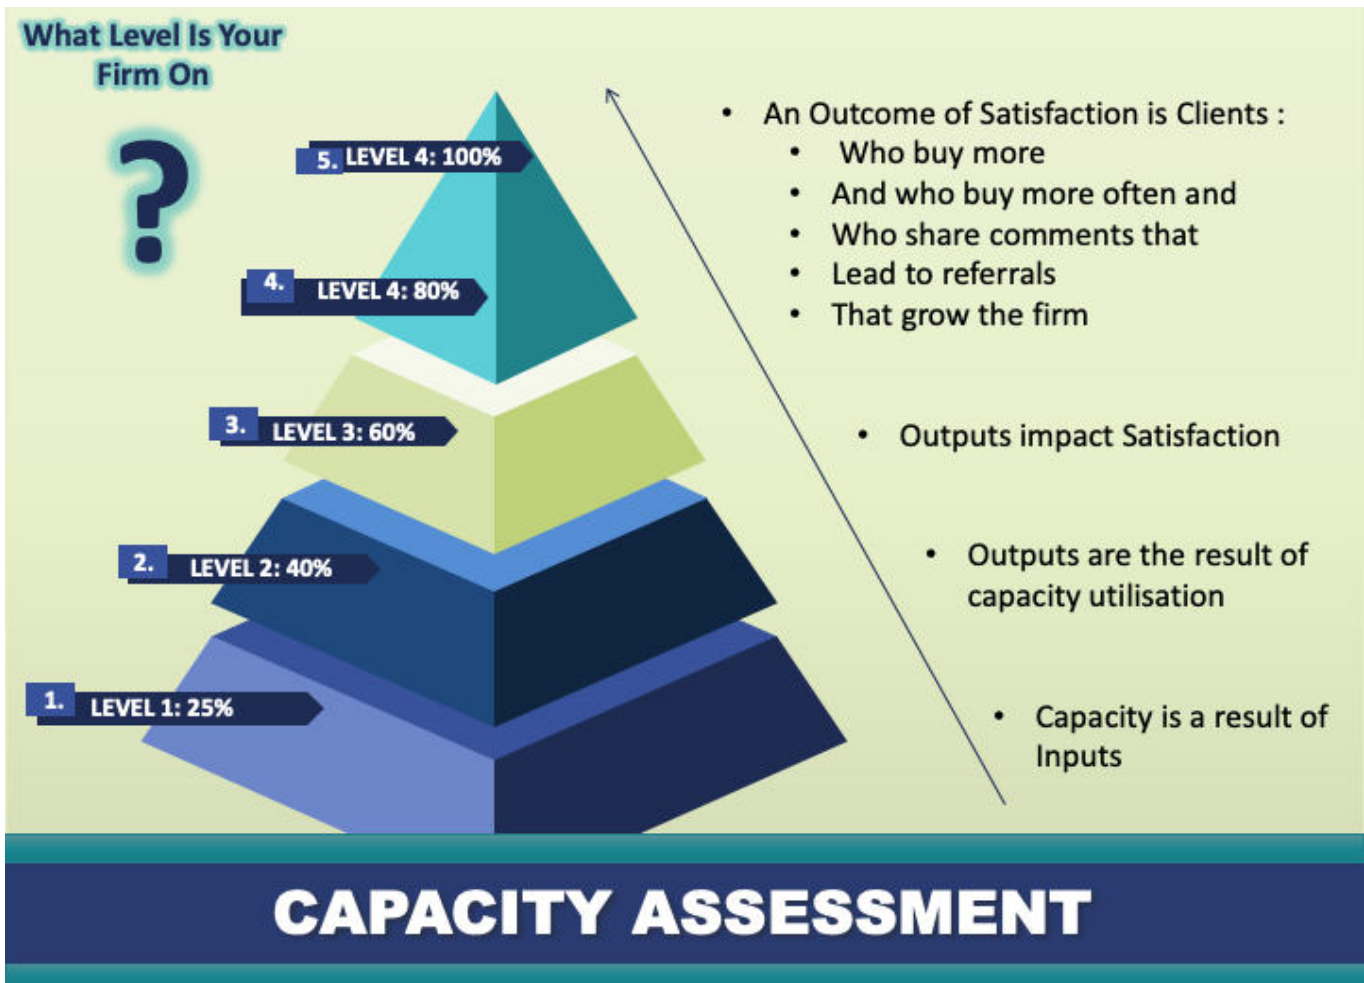 What Level Is Your
Firm On
?
5. LEVEL 4: 100%
4. LEVEL 4: 80%
3. LEVEL 3: 60%
2. LEVEL 2: 40%
1. LEVEL 1: 25%
• An Outcome of Satisfaction is Clients :
• Who buy more
• And who buy more often and
• Who share comments that
• Lead to referrals
• That grow the firm
• Outputs impact Satisfaction
• Outputs are the result of
capacity utilisation
• Capacity is a result of
Inputs
CAPACITY ASSESSMENT